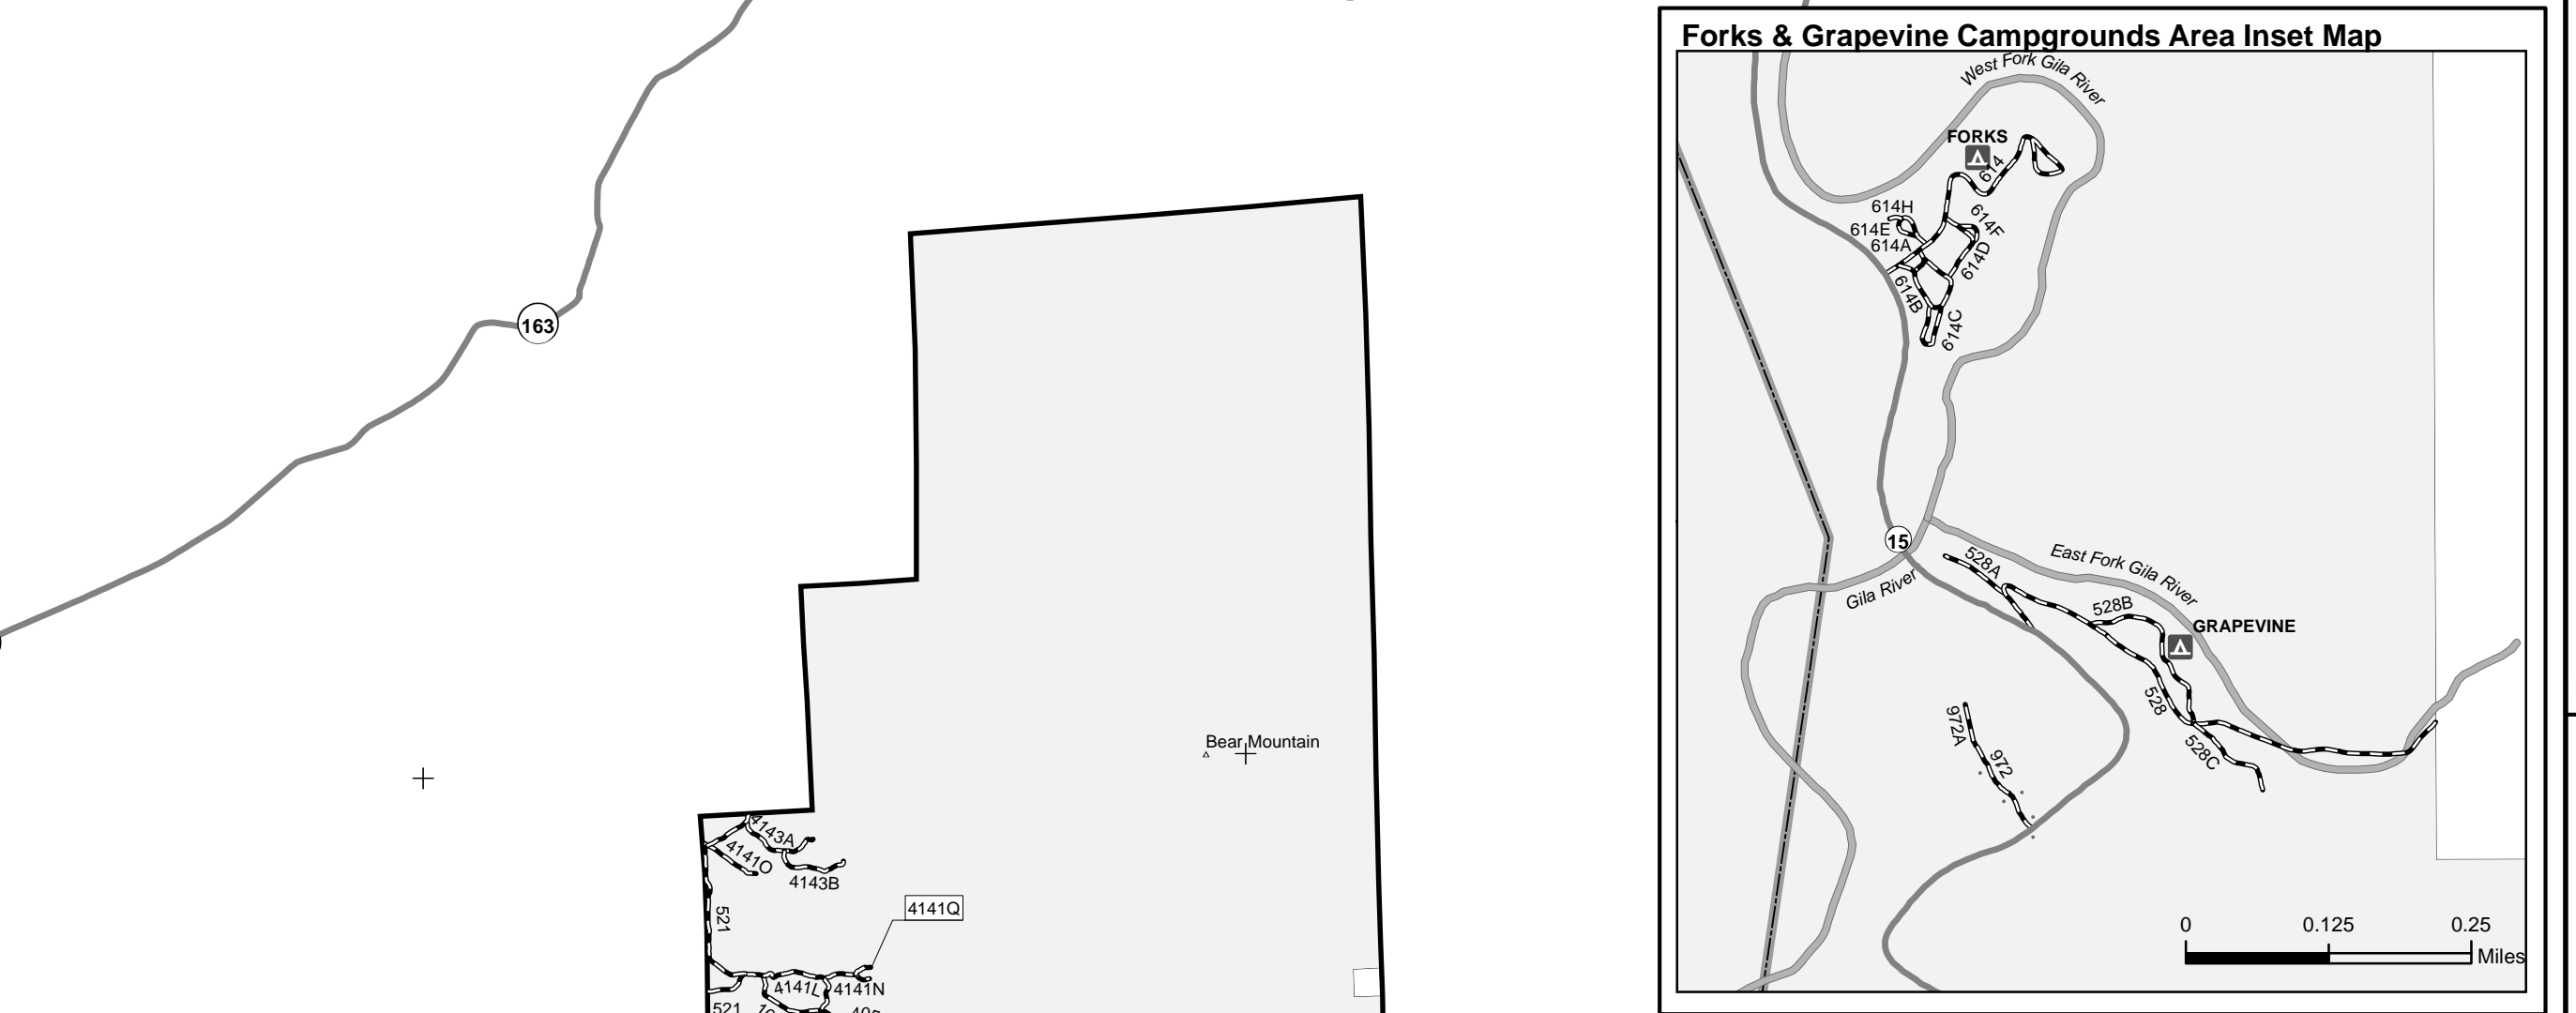 Forks & Grapevine Campgrounds Area Inset Map
West Fork Gila River
FORKS
614
614H
614F
614E
614A
614D
614B
614C
163
15
528A
East Fork Gila River
Gila River
528B
GRAPEVINE
528
972A
528C
972
Bear Mountain
4143A
4141O
4143B
4141Q
521
0 0.125 0.25
Miles
4141L
4141N
521